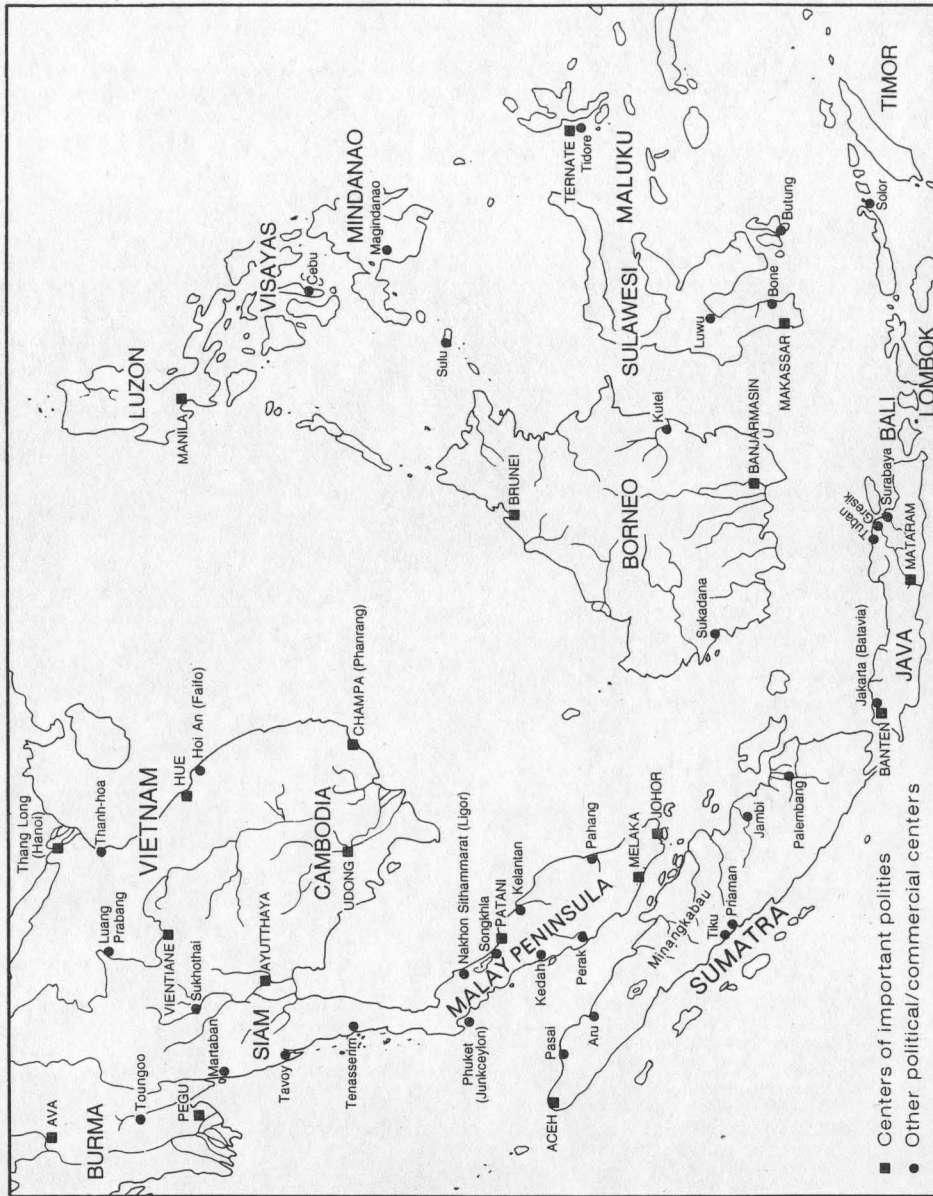 AVA
BURMA
Toungoo
PEGU
Martaban
SIAM
Tavoy
Tenasserim
Phuket
(Junkceylon)
Thang Long
(Hanoi)
Luang
Prabang
Thanh-hoa
VIENTIANE
Sukhothai
VIETNAM
HUE
Hoi An (Faifo)
AYUTTHAYA
CAMBODIA
UDONG
CHAMPA (Phanrang)
Nakhon Sithammarat (Ligor)
Songkhla
PATANI
Kelantan
MALAY PENINSULA
Kedah
Perak
Pahang
MELAKA
JOHOR
ACEH
Pasai
Aru
Minangkabau
Tiku
Priaman
SUMATRA
Jambi
Palembang
LUZON
MANILA
VISAYAS
Cebu
MINDANAO
Magindanao
Sulu
BRUNEI
BORNEO
Kutei
Sukadana
BANJARMASIN
TERNATE
Tidore
SULAWESI
MALUKU
Luwu
Bone
Butung
MAKASSAR
Jakarta (Batavia)
BANTEN
JAVA
MATARAM
Tuban
Gresik
Surabaya
BALI
LOMBOK
Solor
TIMOR
■ Centers of important polities
● Other political/commercial centers